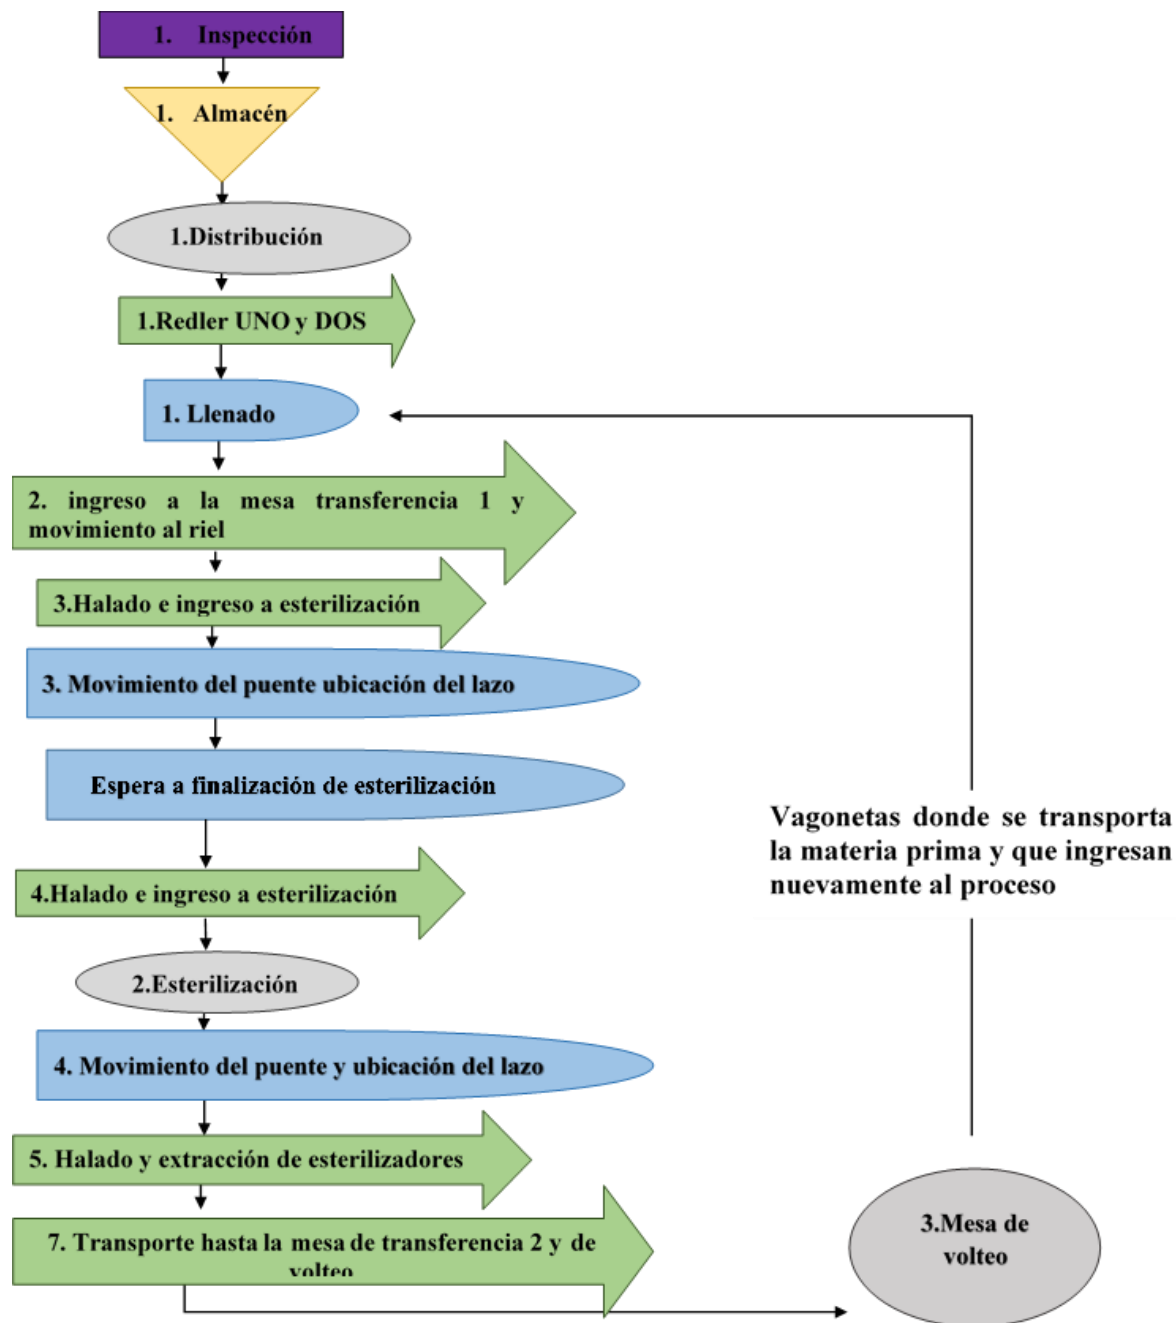 1. Inspección
1. Almacén
1.Distribución
1.Redler UNO y DOS
1. Llenado
2. ingreso a la mesa transferencia 1 y
movimiento al riel
3.Halado e ingreso a esterilización
3. Movimiento del puente ubicación del lazo
Espera a finalización de esterilización
4.Halado e ingreso a esterilización
2.Esterilización
4. Movimiento del puente y ubicación del lazo
5. Halado y extracción de esterilizadores
7. Transporte hasta la mesa de transferencia 2 y de
volteo
Vagonetas donde se transporta
la materia prima y que ingresan
nuevamente al proceso
3.Mesa de
volteo